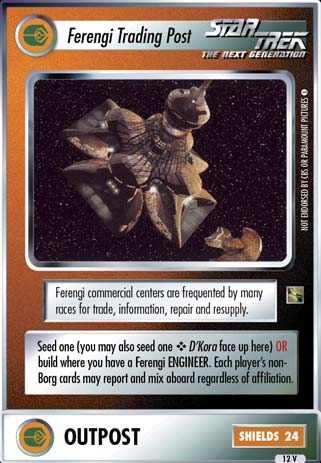 Ferengi Trading Post
STAR TREK
THE NEXT GENERATION
NOT ENDORSED BY CBS OR PARAMOUNT PICTURES
Ferengi commercial centers are frequented by many
races for trade, information, repair and resupply.
Seed one (you may also seed one ❖ D'Kora face up here) OR
build where you have a Ferengi ENGINEER. Each player's non-
Borg cards may report and mix aboard regardless of affiliation.
OUTPOST
SHIELDS 24
12 V